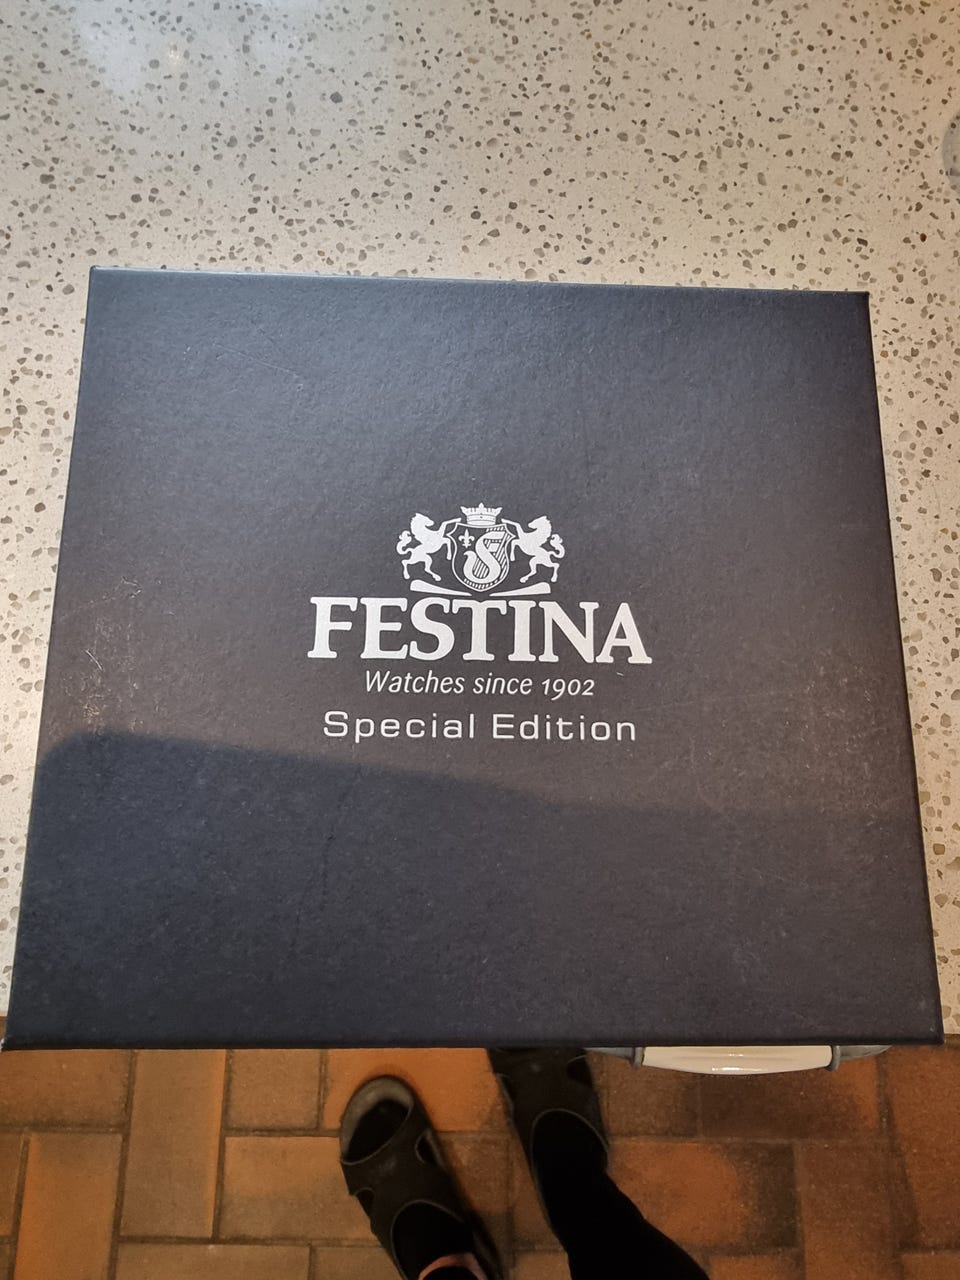 FESTINA
Watches since 1902
Special Edition